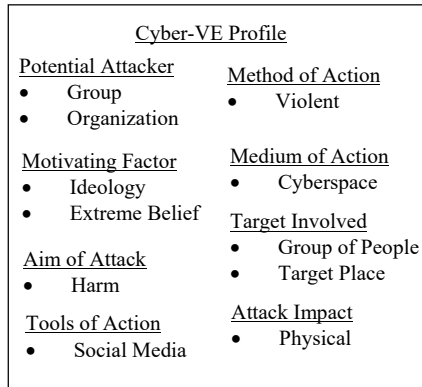 Cyber-VE Profile
Potential Attacker
• Group
• Organization
Motivating Factor
• Ideology
• Extreme Belief
Aim of Attack
• Harm
Tools of Action
• Social Media
Method of Action
• Violent
Medium of Action
• Cyberspace
Target Involved
• Group of People
• Target Place
Attack Impact
• Physical